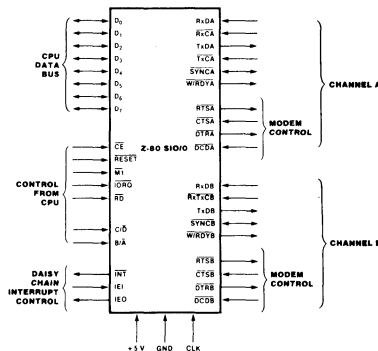 CPU
DATA
BUS
D0
D1
D2
D3
D4
D5
D6
D7
CONTROL
FROM
CPU
CE
RESET
M1
IORQ
RD
C/D
B/A
DAISY
CHAIN
INTERRUPT
CONTROL
INT
IEI
IEO
Z-80 SIO/0
RxDA
RxCA
TxDA
TxCA
SYNCA
W/RDYA
RTSA
CTSA
DTRA
DCDA
MODEM
CONTROL
CHANNEL A
RxDB
RxTxCB
TxDB
SYNCB
W/RDYB
RTSB
CTSB
DTRB
DCDB
MODEM
CONTROL
CHANNEL
+5 V GND CLK